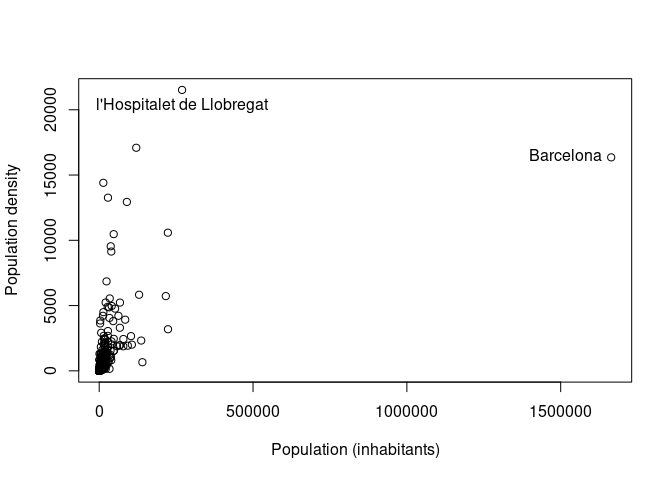 l'Hospitalet de Llobregat
Barcelona
Population density
20000
15000
10000
5000
0
0 500000 1000000 1500000
Population (inhabitants)